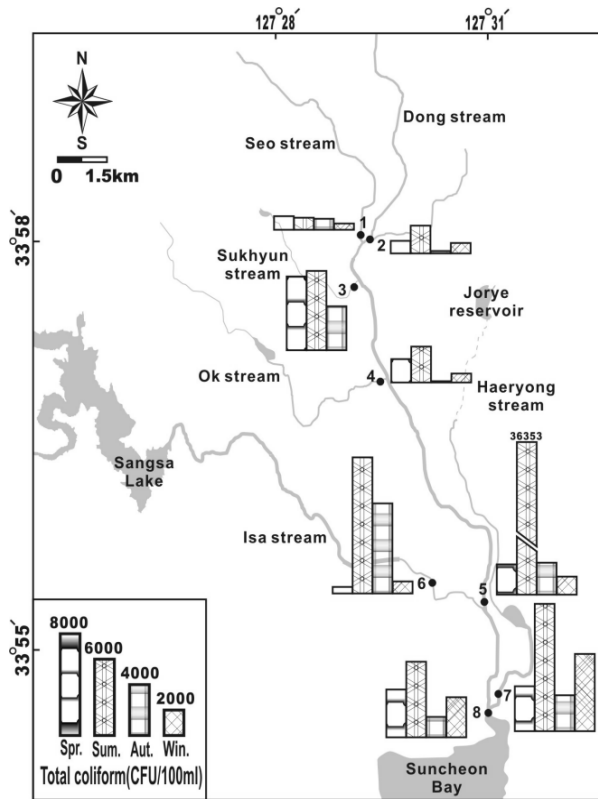 127°28´
127°31´
N
S
0 1.5km
Dong stream
Seo stream
33°58´
1
2
Sukhyun
stream
3
Jorye
reservoir
Ok stream
4
Haeryong
stream
36353
Sangsa
Lake
Isa stream
6
5
33°55´
8000
6000
4000
2000
Spr. Sum. Aut. Win.
Total coliform(CFU/100ml)
7
8
Suncheon
Bay